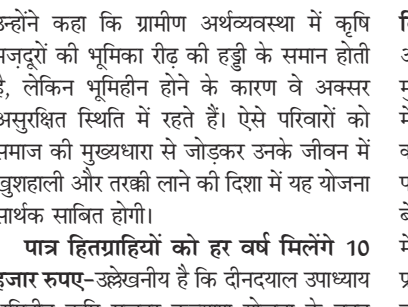 उन्होंने कहा कि ग्रामीण अर्थव्यवस्था में कृषि
मज़दूरों की भूमिका रीढ़ की हड्डी के समान होती
है, लेकिन भूमिहीन होने के कारण वे अक्सर
असुरक्षित स्थिति में रहते हैं। ऐसे परिवारों को
समाज की मुख्यधारा से जोड़कर उनके जीवन में
खुशहाली और तरक्की लाने की दिशा में यह योजना
सार्थक साबित होगी।
पात्र हितग्राहियों को हर वर्ष मिलेंगे 10
हजार रुपए-उल्लेखनीय है कि दीनदयाल उपाध्याय